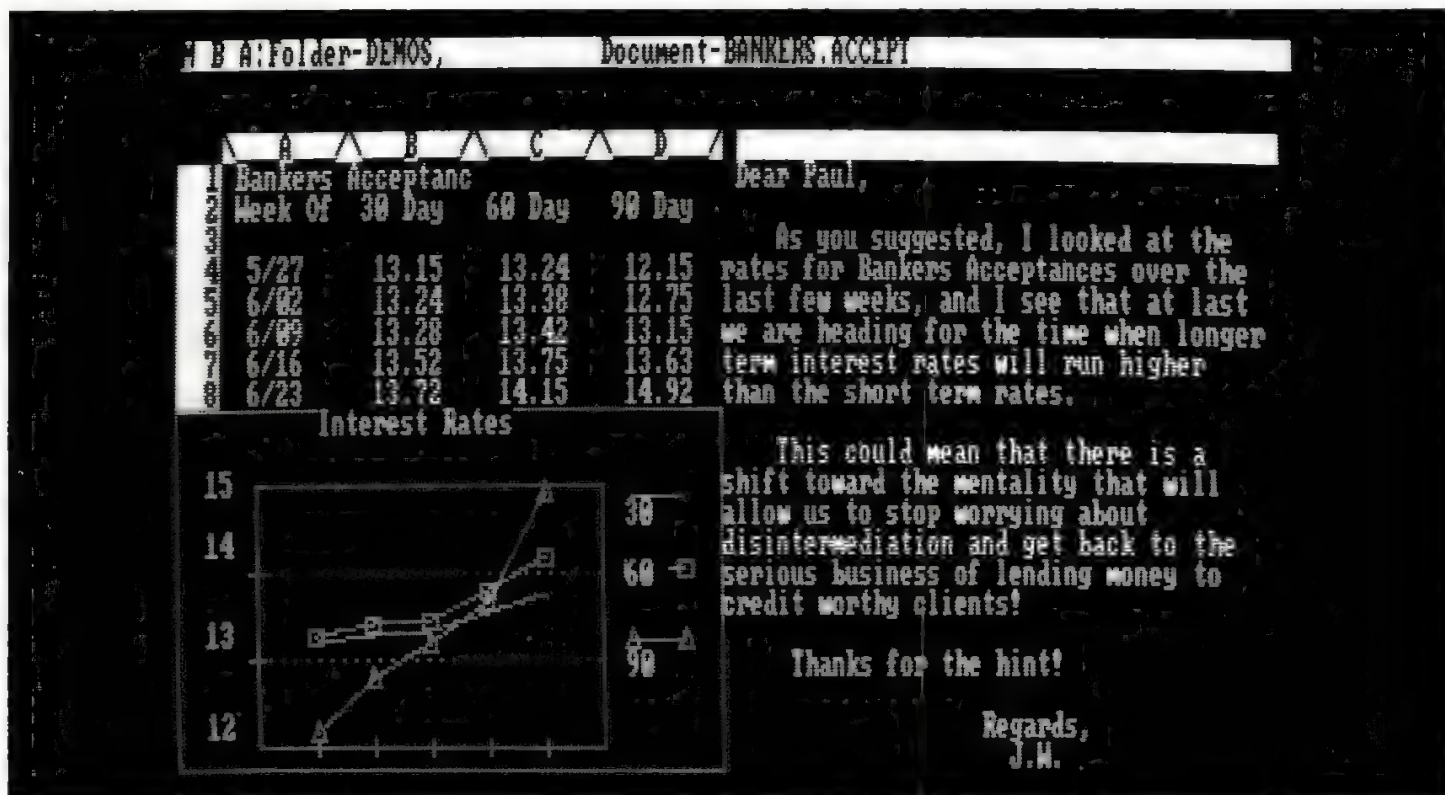 M B A:Folder-DEMOS, Document-BANKERS.ACCEPT
A B C D
1 Bankers Acceptanc
2 Week Of 30 Day 60 Day 90 Day
3
4 5/27 13.15 13.24 12.15
5 6/02 13.24 13.38 12.75
6 6/09 13.28 13.42 13.15
7 6/16 13.52 13.75 13.63
8 6/23 13.72 14.15 14.92
Interest Rates
15
14
13
12
30
60
90
Dear Paul,
As you suggested, I looked at the
rates for Bankers Acceptances over the
last few weeks, and I see that at last
we are heading for the time when longer
term interest rates will run higher
than the short term rates.
This could mean that there is a
shift toward the mentality that will
allow us to stop worrying about
disintermediation and get back to the
serious business of lending money to
credit worthy clients!
Thanks for the hint!
Regards,
J.W.